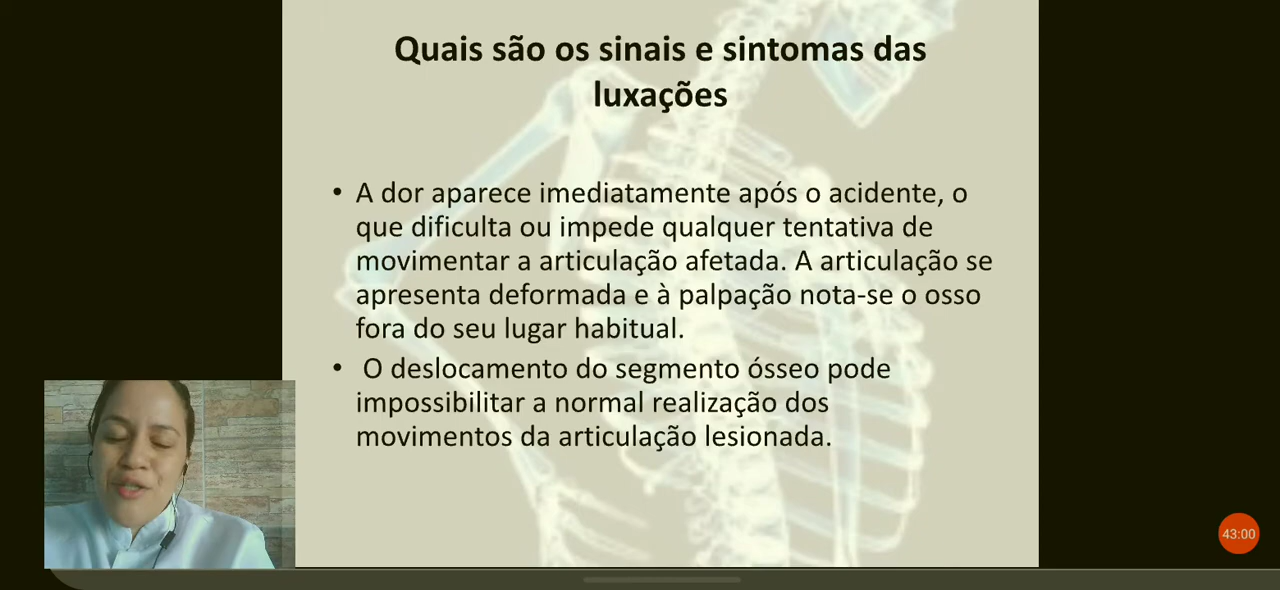 Quais são os sinais e sintomas das
luxações
• A dor aparece imediatamente após o acidente, o
que dificulta ou impede qualquer tentativa de
movimentar a articulação afetada. A articulação se
apresenta deformada e à palpação nota-se o osso
fora do seu lugar habitual.
• O deslocamento do segmento ósseo pode
impossibilitar a normal realização dos
movimentos da articulação lesionada.
43:00